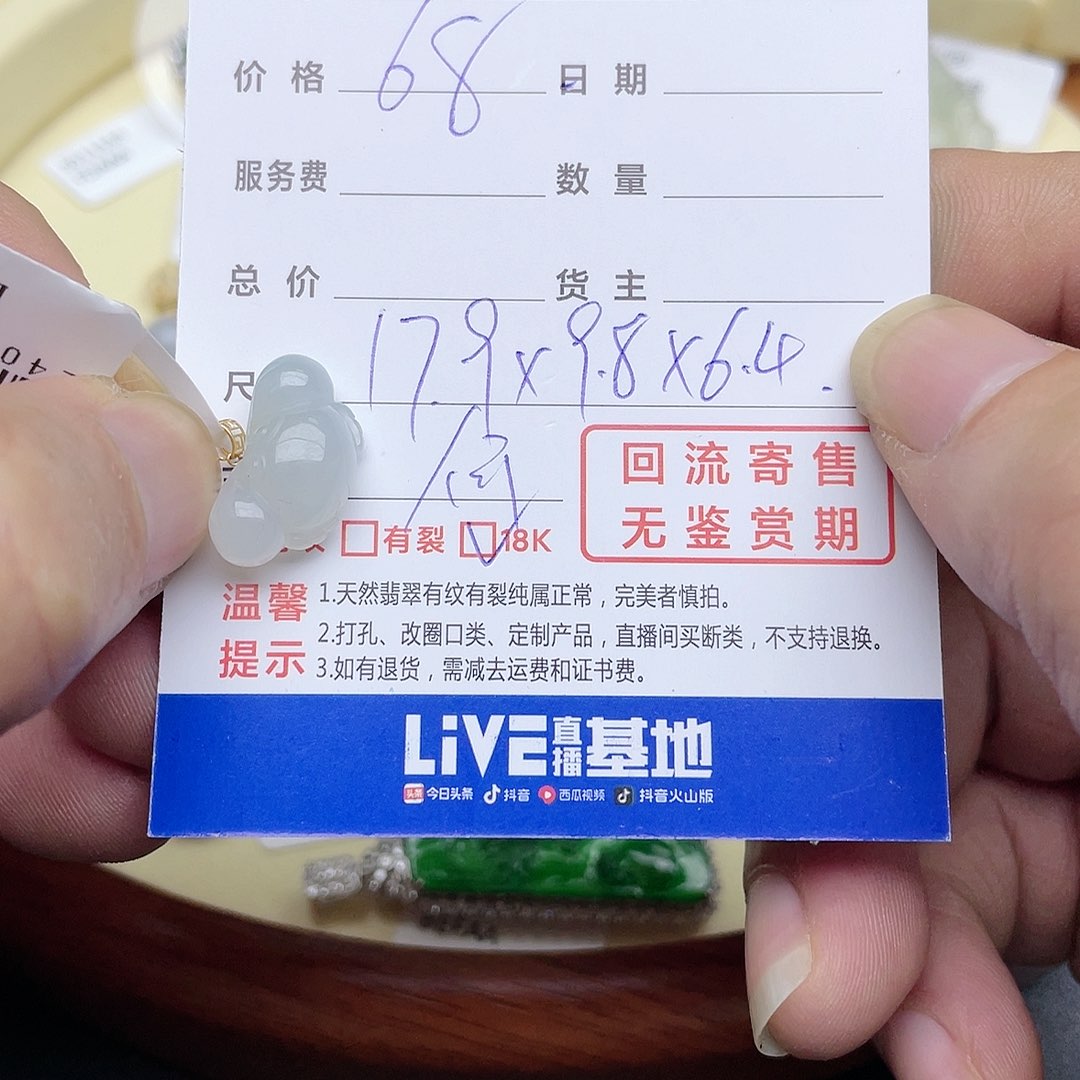 价格 68 日期
服务费 数量
总价 货主
尺 17.9x9.8x6.4.
有裂 18K
回流寄售
无鉴赏期
温馨提示
1.天然翡翠有纹有裂纯属正常，完美者慎拍。
2.打孔、改圈口类、定制产品，直播间买断类，不支持退换。
3.如有退货，需减去运费和证书费。
LiVE直播基地
头条 今日头条 抖音 西瓜视频 抖音火山版